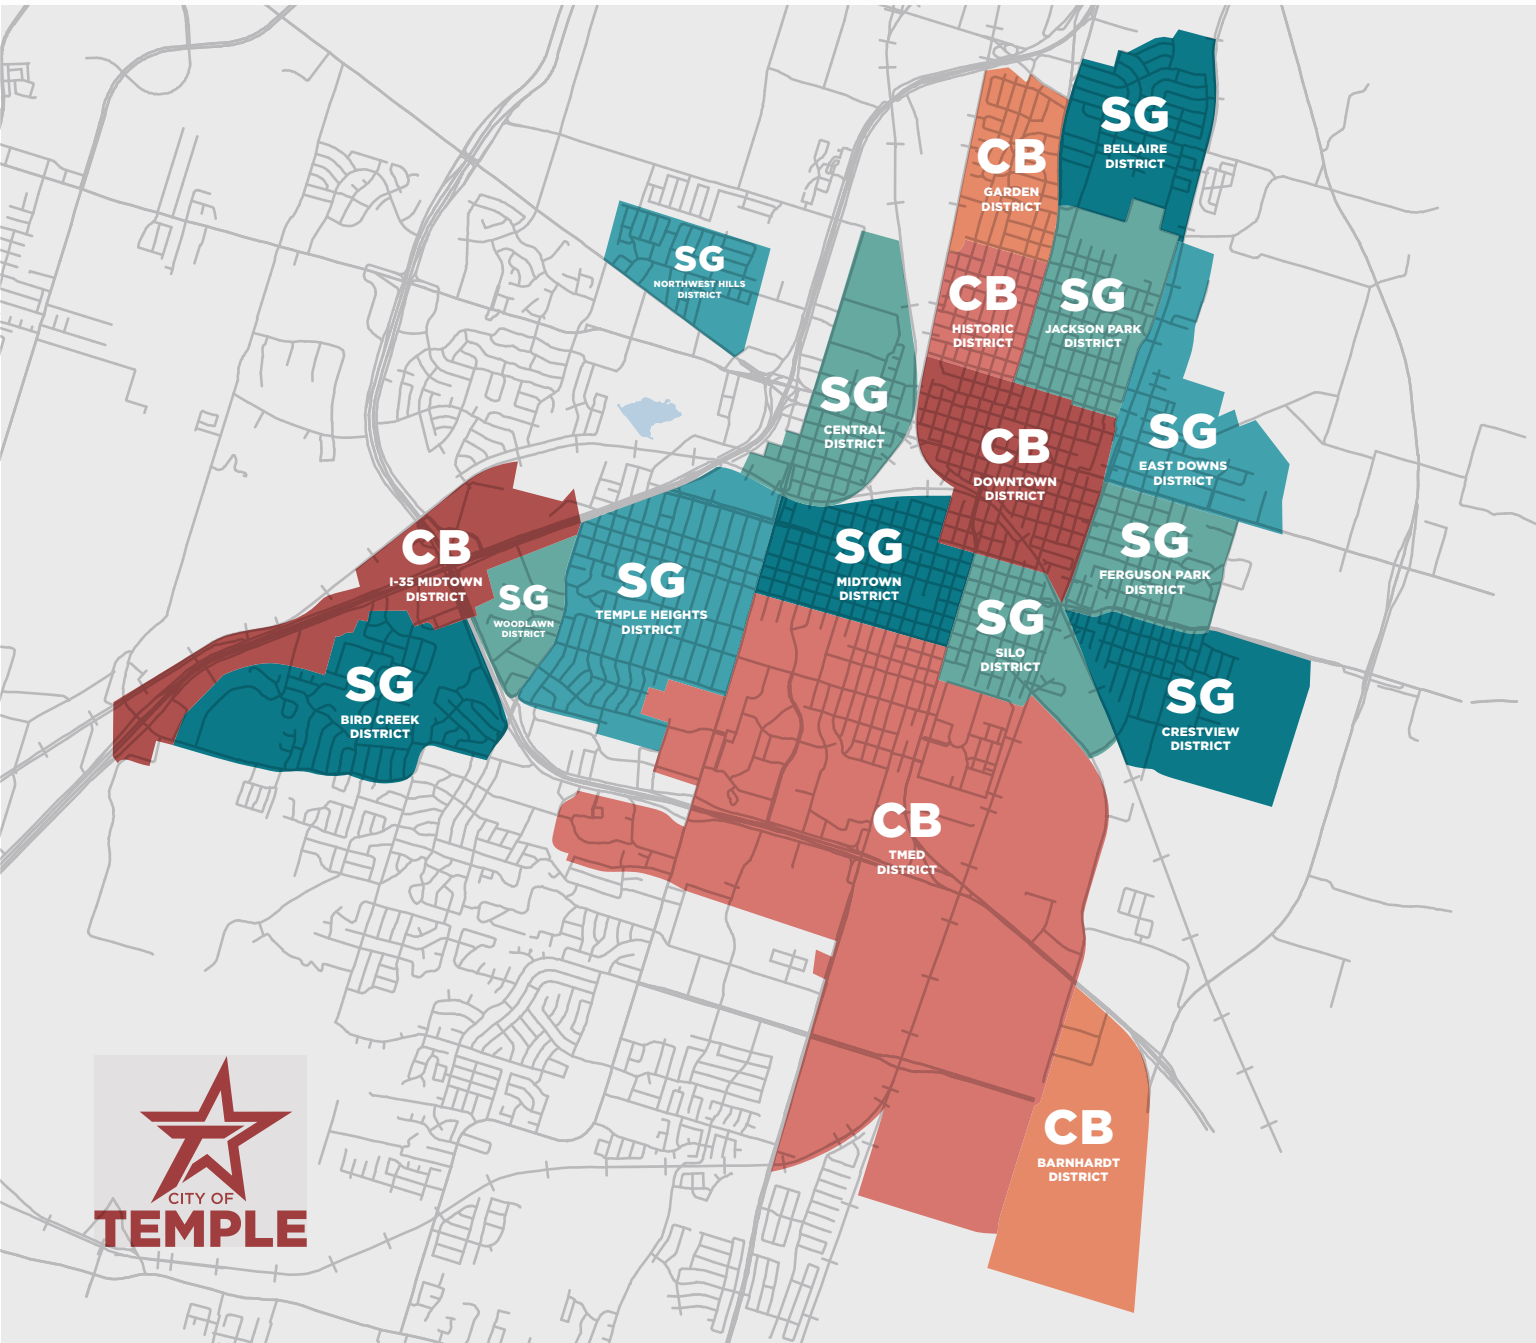 SG
BELLAIRE
DISTRICT
CB
GARDEN
DISTRICT
SG
NORTHWEST HILLS
DISTRICT
CB
HISTORIC
DISTRICT
SG
JACKSON PARK
DISTRICT
SG
CENTRAL
DISTRICT
CB
DOWNTOWN
DISTRICT
SG
EAST DOWNS
DISTRICT
CB
I-35 MIDTOWN
DISTRICT
SG
WOODLAWN
DISTRICT
SG
TEMPLE HEIGHTS
DISTRICT
SG
MIDTOWN
DISTRICT
SG
FERGUSON PARK
DISTRICT
SG
SILO
DISTRICT
SG
BIRD CREEK
DISTRICT
SG
CRESTVIEW
DISTRICT
CB
TMED
DISTRICT
CB
BARNHARDT
DISTRICT
CITY OF
TEMPLE